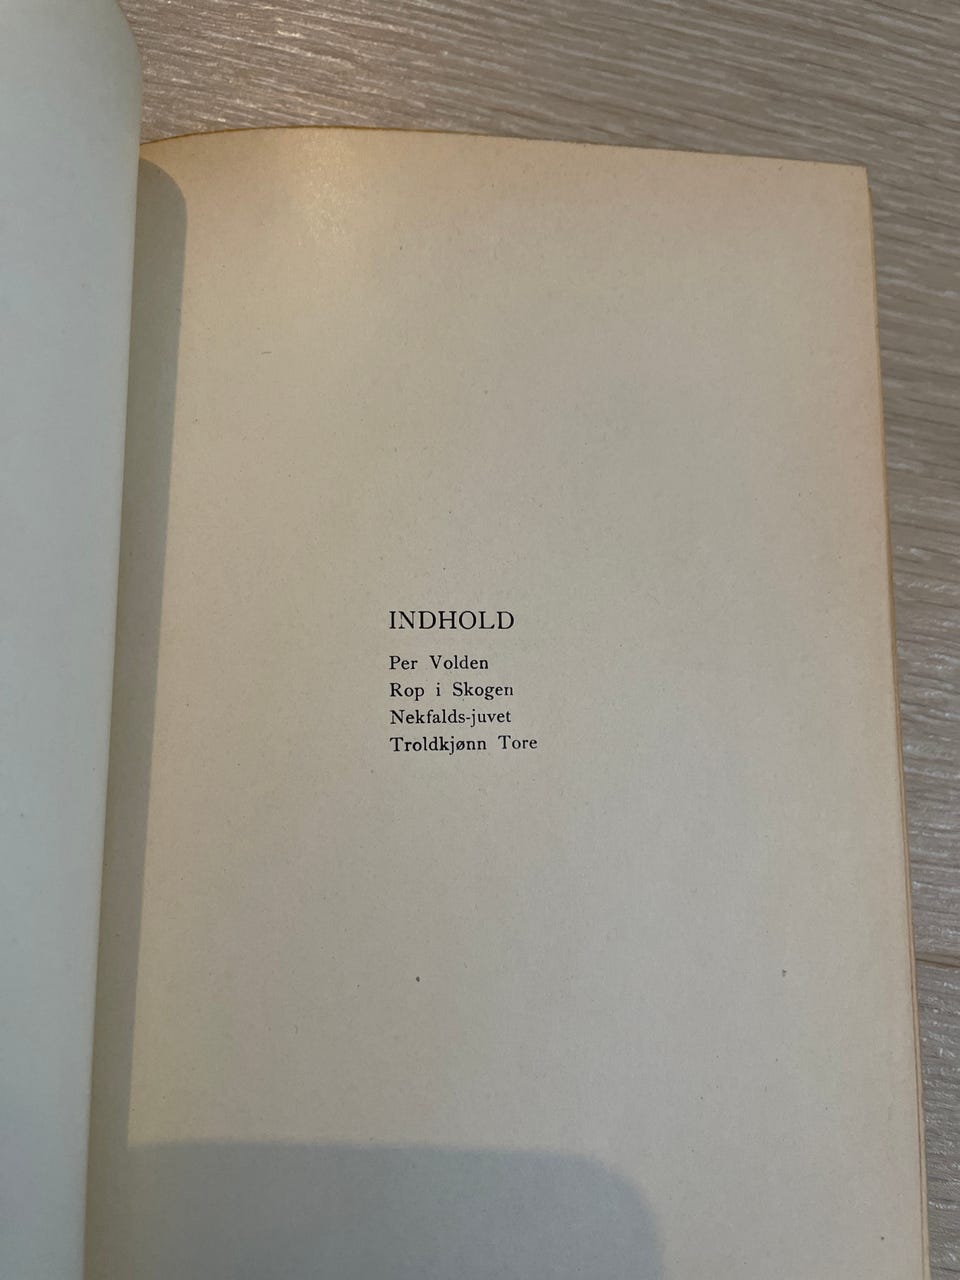 INDHOLD
Per Volden
Rop i Skogen
Nekfalds-juvet
Troldkjønn Tore